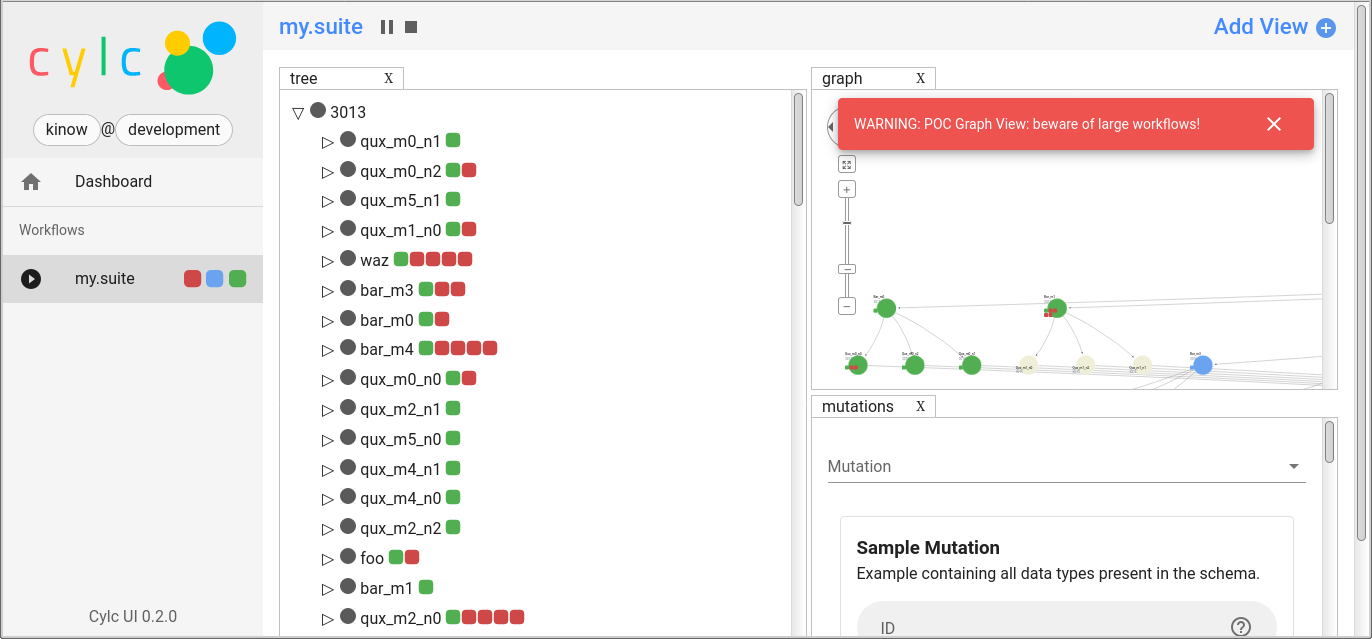 cylc
kinow @ development
Dashboard
Workflows
my.suite
Cylc UI 0.2.0
my.suite
Add View
tree X
3013
qux_m0_n1
qux_m0_n2
qux_m5_n1
qux_m1_n0
waz
bar_m3
bar_m0
bar_m4
qux_m0_n0
qux_m2_n1
qux_m5_n0
qux_m4_n1
qux_m4_n0
qux_m2_n2
foo
bar_m1
qux_m2_n0
graph X
WARNING: POC Graph View: beware of large workflows!
mutations X
Mutation
Sample Mutation
Example containing all data types present in the schema.
ID